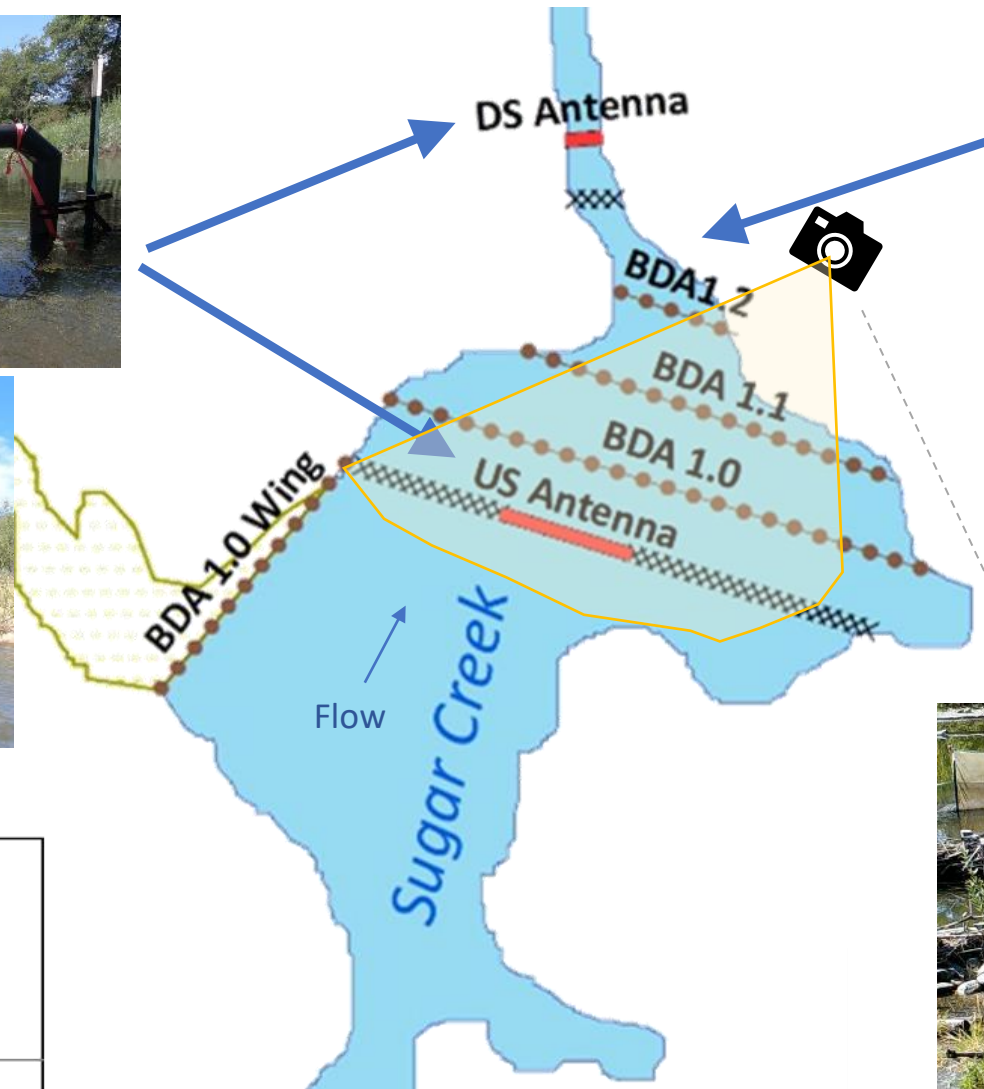 DS Antenna
BDA1.2
BDA 1.1
BDA 1.0
US Antenna
BDA 1.0 Wing
Flow
Sugar Creek